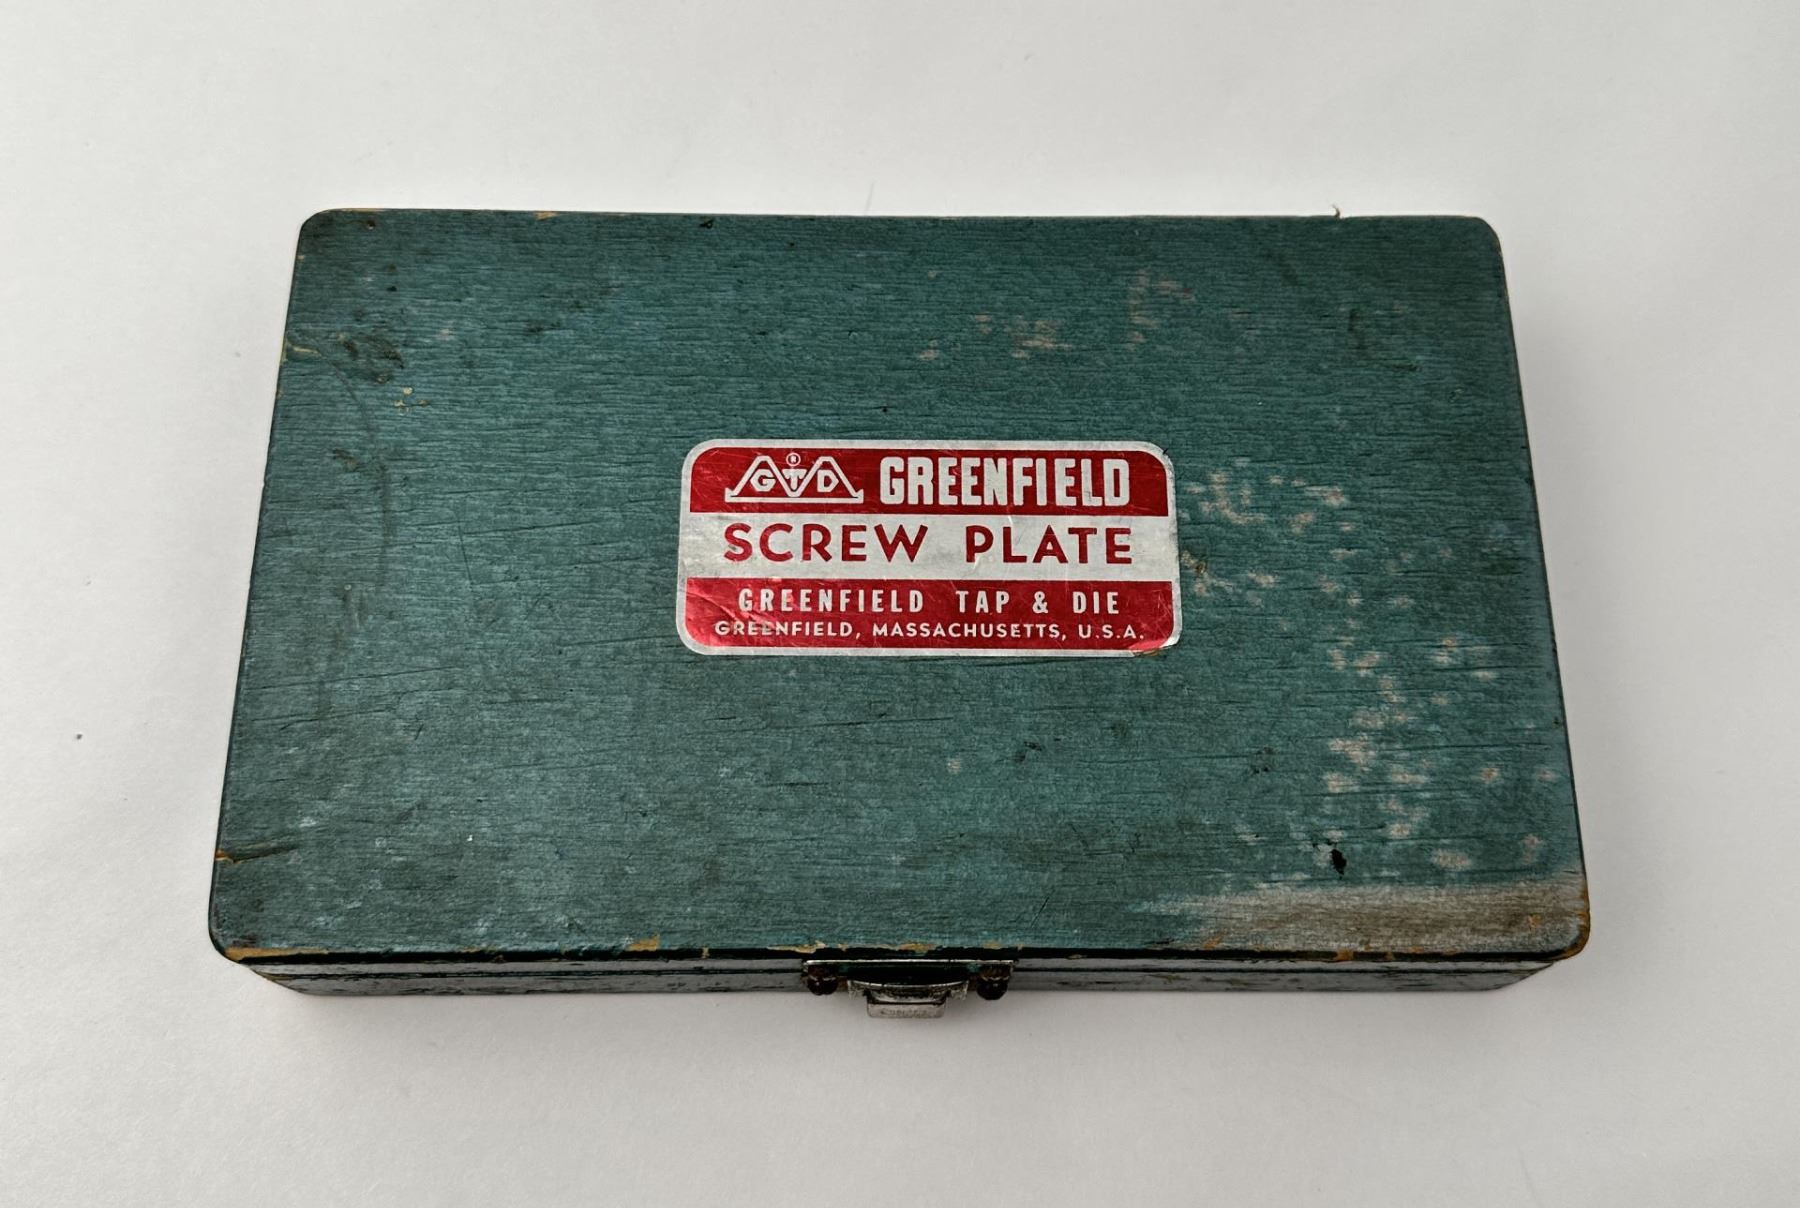 GTD® GREENFIELD
SCREW PLATE
GREENFIELD TAP & DIE
GREENFIELD, MASSACHUSETTS, U.S.A.